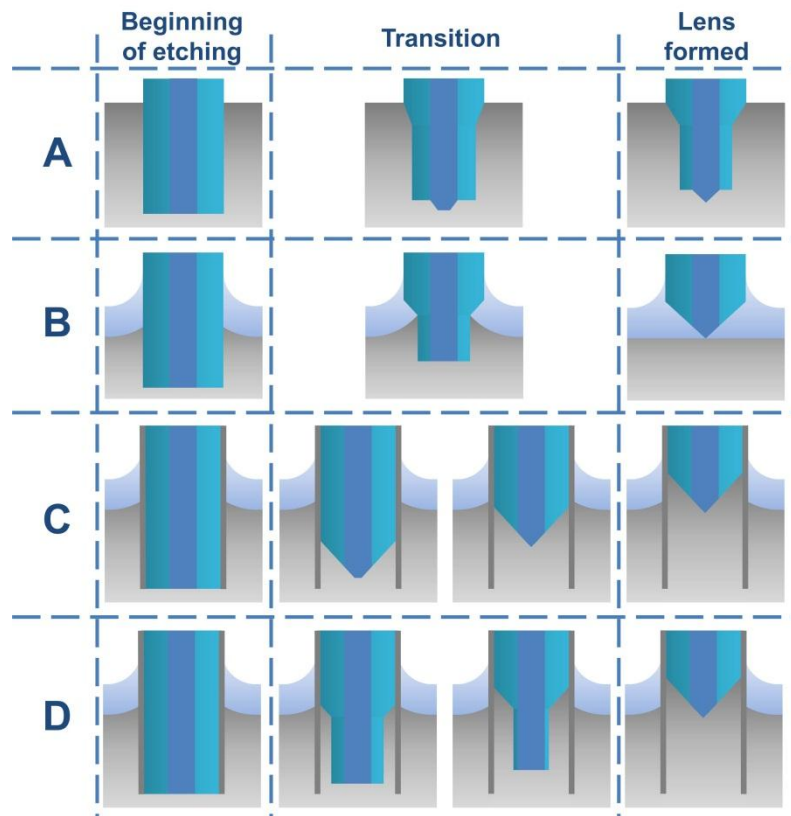 Beginning
of etching
Transition
Lens
formed
A
B
C
D